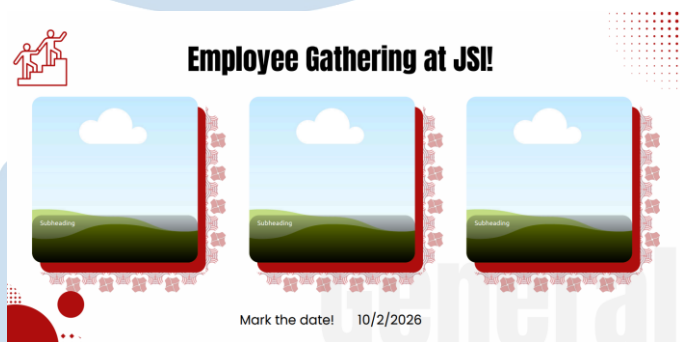 Employee Gathering at JSI!
Subheading
Subheading
Subheading
Mark the date! 10/2/2026
General